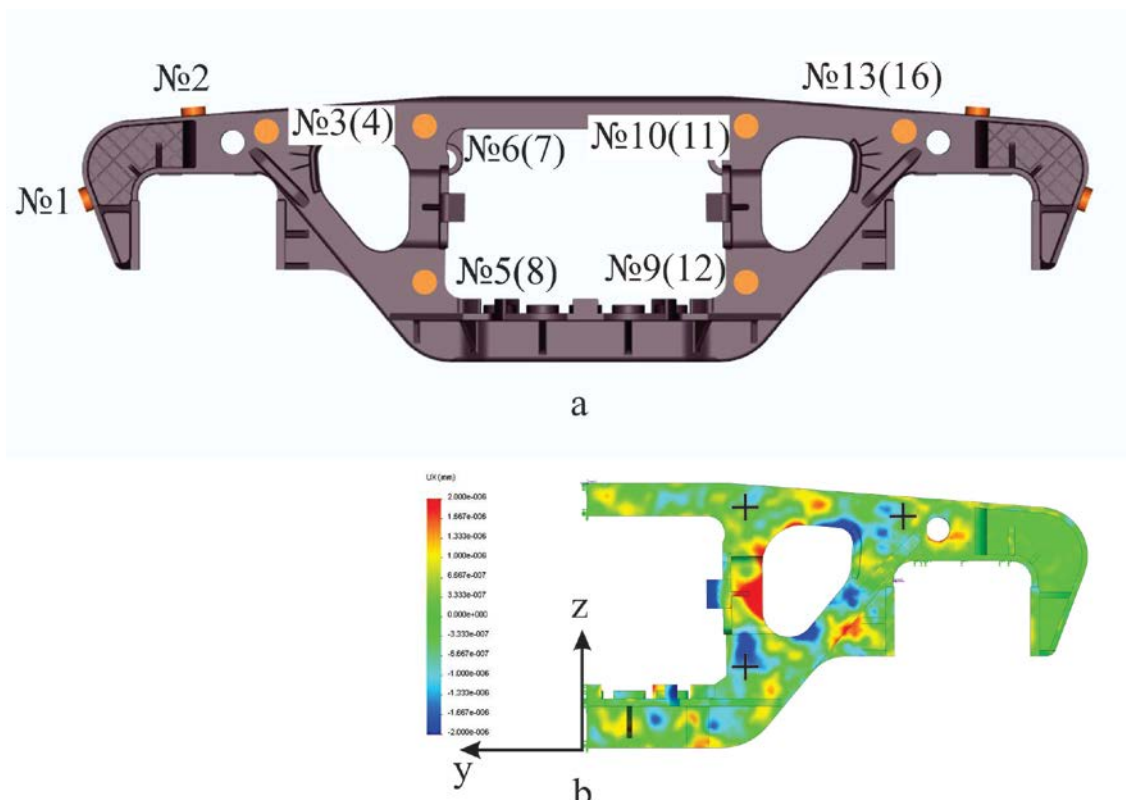 №2
№13(16)
№3(4)
№6(7)
№10(11)
№1
№5(8)
№9(12)
a
UX (mm)
2.000e-006
1.667e-006
1.333e-006
1.000e-006
6.667e-007
3.333e-007
0.000e+000
-3.333e-007
-6.667e-007
-1.000e-006
-1.333e-006
-1.667e-006
-2.000e-006
z
y
b